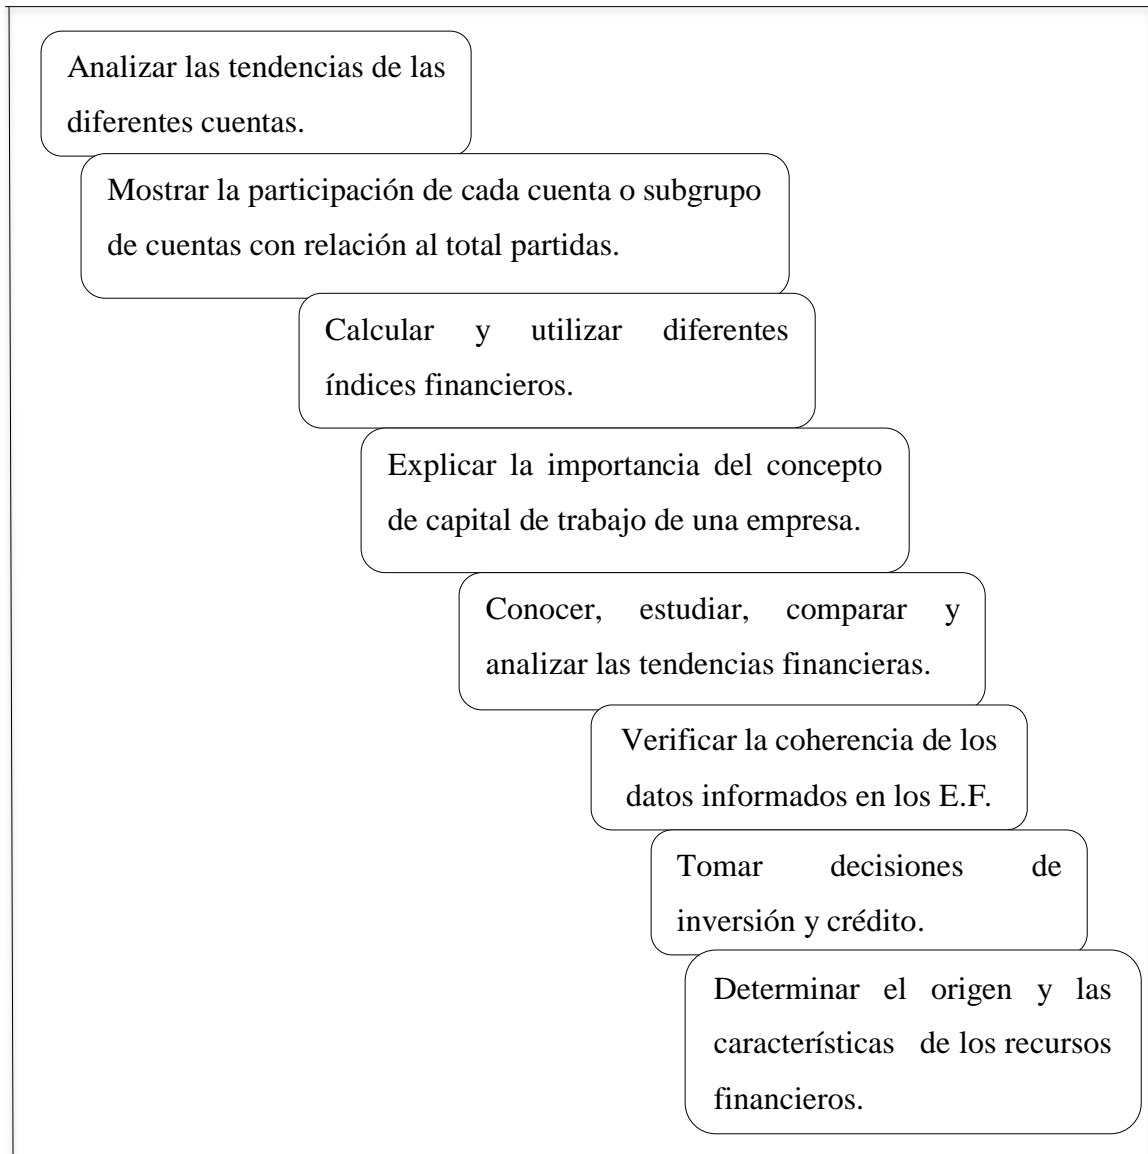 Analizar las tendencias de las
diferentes cuentas.
Mostrar la participación de cada cuenta o subgrupo
de cuentas con relación al total partidas.
Calcular y utilizar diferentes
índices financieros.
Explicar la importancia del concepto
de capital de trabajo de una empresa.
Conocer, estudiar, comparar y
analizar las tendencias financieras.
Verificar la coherencia de los
datos informados en los E.F.
Tomar decisiones de
inversión y crédito.
Determinar el origen y las
característísticas de los recursos
financieros.